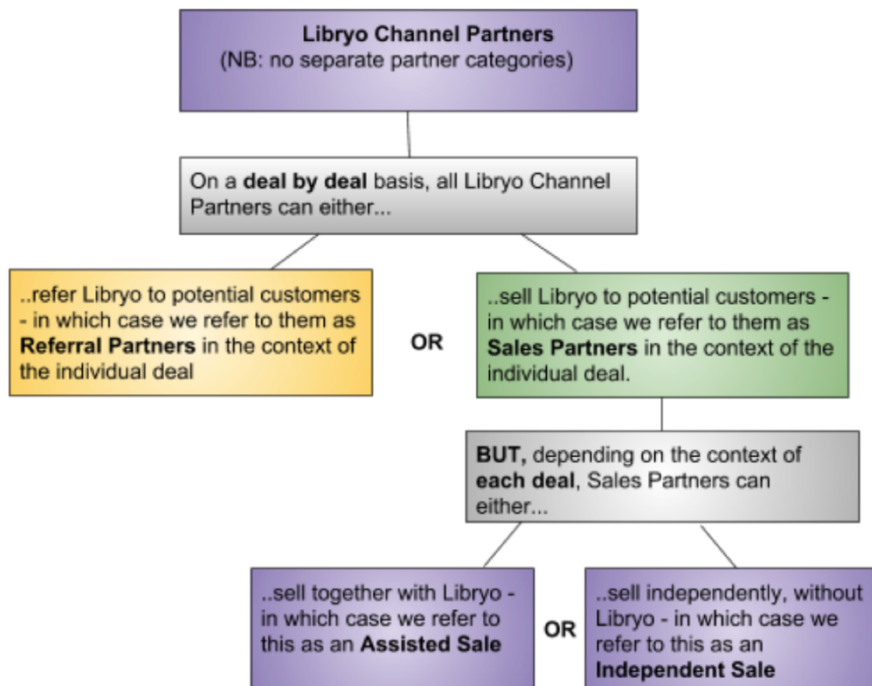 Libryo Channel Partners
(NB: no separate partner categories)
On a deal by deal basis, all Libryo Channel
Partners can either...
..refer Libryo to potential customers
- in which case we refer to them as
Referral Partners in the context of
the individual deal
OR
..sell Libryo to potential customers -
in which case we refer to them as
Sales Partners in the context of the
individual deal.
BUT, depending on the context of
each deal, Sales Partners can
either...
..sell together with Libryo -
in which case we refer to
this as an Assisted Sale
OR
..sell independently, without
Libryo - in which case we
refer to this as an
Independent Sale